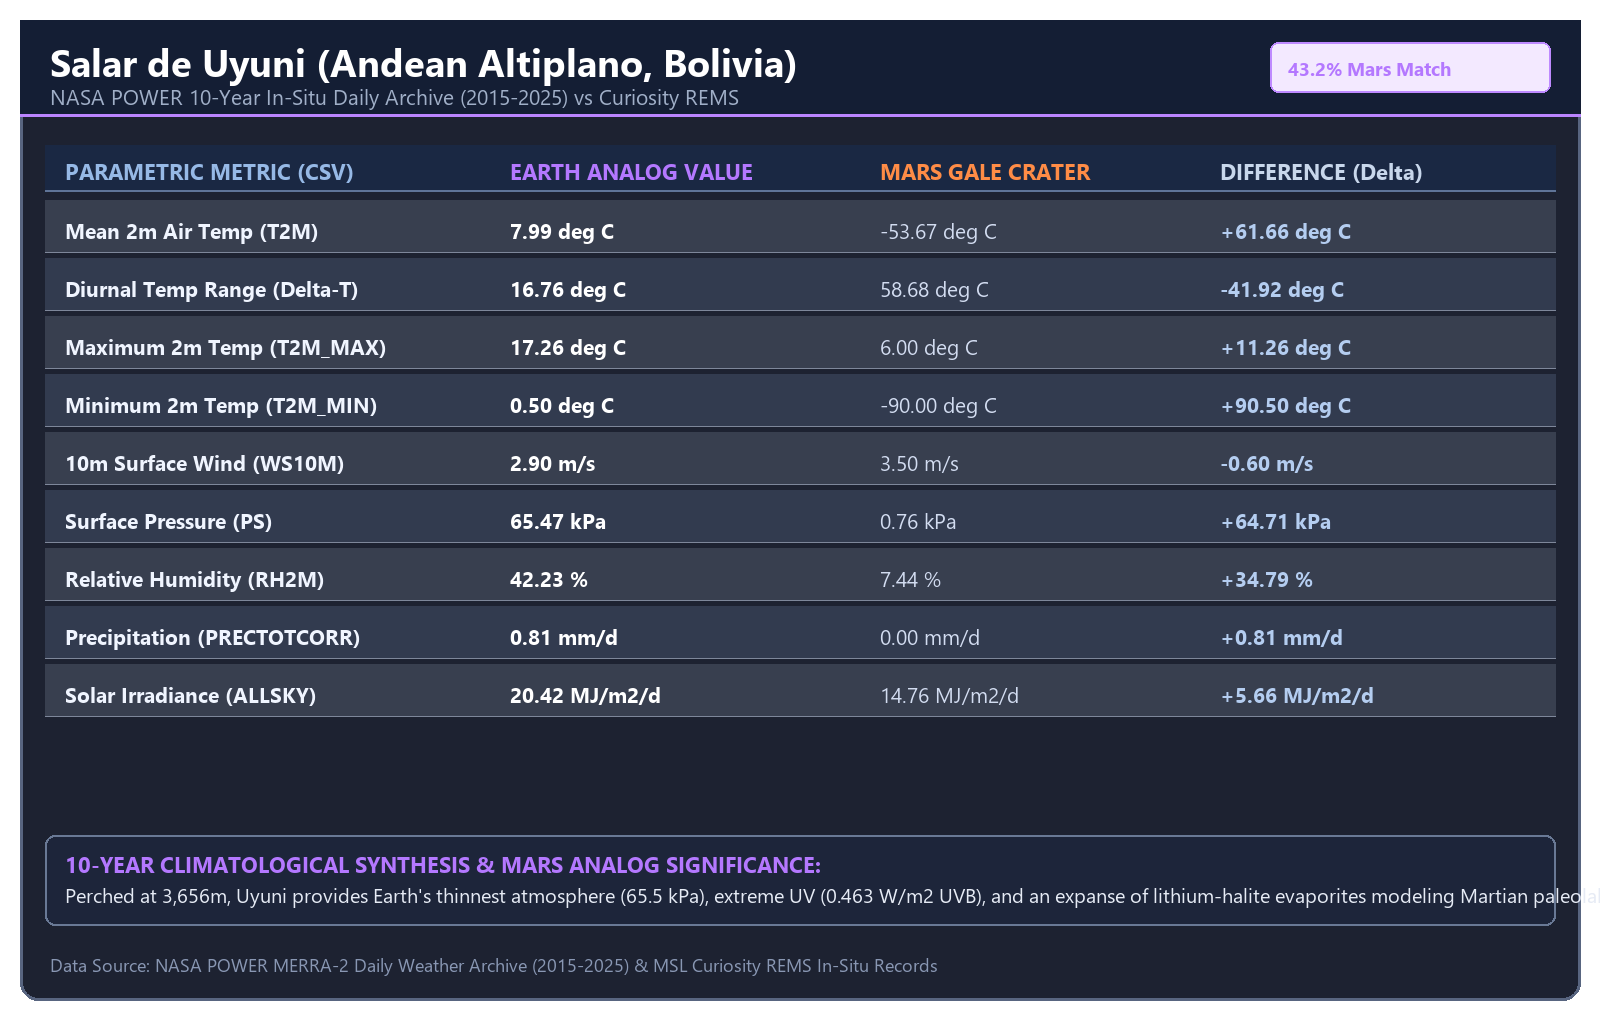 Salar de Uyuni (Andean Altiplano, Bolivia)
43.2% Mars Match
NASA POWER 10-Year In-Situ Daily Archive (2015-2025) vs Curiosity REMS
PARAMETRIC METRIC (CSV) EARTH ANALOG VALUE MARS GALE CRATER DIFFERENCE (Delta)
Mean 2m Air Temp (T2M) 7.99 deg C -53.67 deg C +61.66 deg C
Diurnal Temp Range (Delta-T) 16.76 deg C 58.68 deg C -41.92 deg C
Maximum 2m Temp (T2M_MAX) 17.26 deg C 6.00 deg C +11.26 deg C
Minimum 2m Temp (T2M_MIN) 0.50 deg C -90.00 deg C +90.50 deg C
10m Surface Wind (WS10M) 2.90 m/s 3.50 m/s -0.60 m/s
Surface Pressure (PS) 65.47 kPa 0.76 kPa +64.71 kPa
Relative Humidity (RH2M) 42.23 % 7.44 % +34.79 %
Precipitation (PRECTOTCORR) 0.81 mm/d 0.00 mm/d +0.81 mm/d
Solar Irradiance (ALLSKY) 20.42 MJ/m2/d 14.76 MJ/m2/d +5.66 MJ/m2/d
10-YEAR CLIMATOLOGICAL SYNTHESIS & MARS ANALOG SIGNIFICANCE:
Perched at 3,656m, Uyuni provides Earth's thinnest atmosphere (65.5 kPa), extreme UV (0.463 W/m2 UVB), and an expanse of lithium-halite evaporites modeling Martian
Data Source: NASA POWER MERRA-2 Daily Weather Archive (2015-2025) & MSL Curiosity REMS In-Situ Records